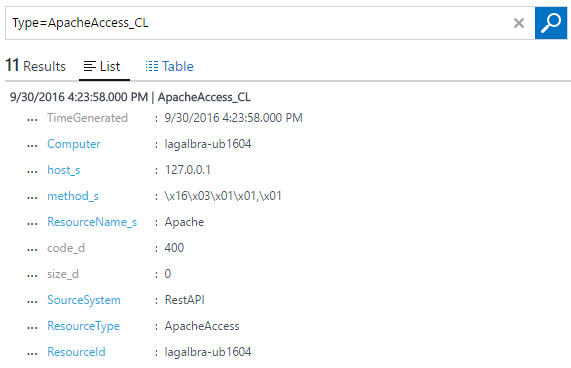 Type=ApacheAccess_CL
11 Results List Table
9/30/2016 4:23:58.000 PM | ApacheAccess_CL
... TimeGenerated : 9/30/2016 4:23:58.000 PM
... Computer : lagalbra-ub1604
... host_s : 127.0.0.1
... method_s : \x16\x03\x01\x01,\x01
... ResourceName_s : Apache
... code_d : 400
... size_d : 0
... SourceSystem : RestAPI
... ResourceType : ApacheAccess
... ResourceId : lagalbra-ub1604